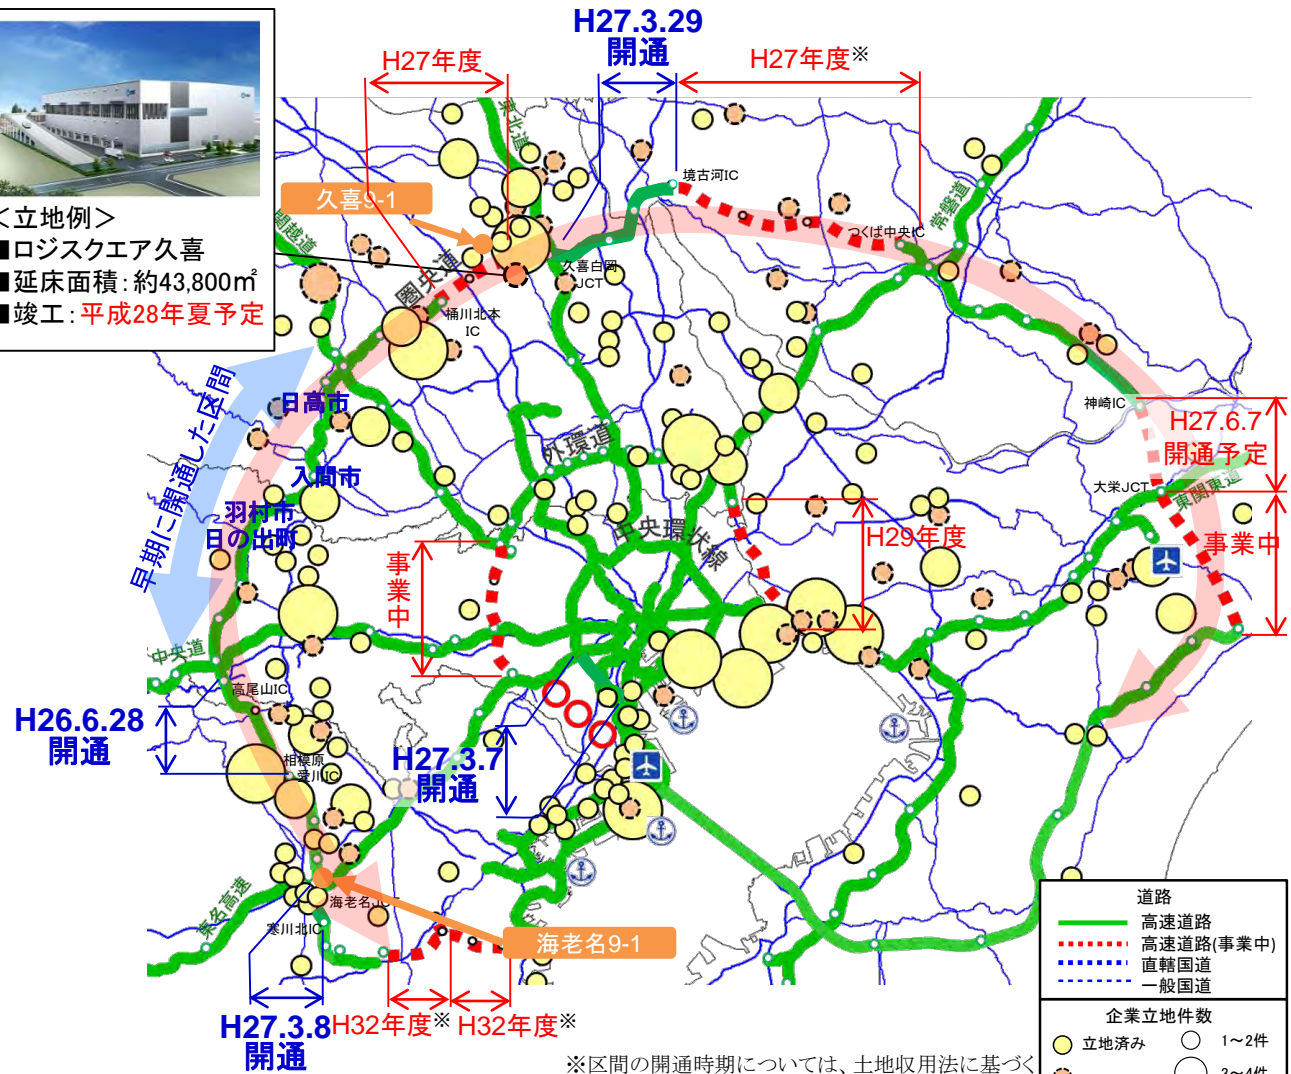 H27.3.29
開通
H27年度
H27年度※
＜立地例＞
■ロジスクエア久喜
■延床面積：約43,800㎡
■竣工：平成28年夏予定
久喜9-1
東北道
境古河IC
常磐道
つくば中央IC
関越道
圏央道
久喜白岡
JCT
桶川北本
IC
早期に開通した区間
日高市
入間市
羽村市
日の出町
外環道
中央環状線
神崎IC
H27.6.7
開通予定
大栄JCT
東関東道
事業中
H29年度
事業中
中央道
高尾山IC
H26.6.28
開通
相模原
愛川IC
H27.3.7
開通
東名高速
海老名JCT
寒川北IC
海老名9-1
H27.3.8
開通
H32年度※
H32年度※
道路
高速道路
高速道路(事業中)
直轄国道
一般国道
企業立地件数
立地済み
1～2件
3～4件
※区間の開通時期については、土地収用法に基づく